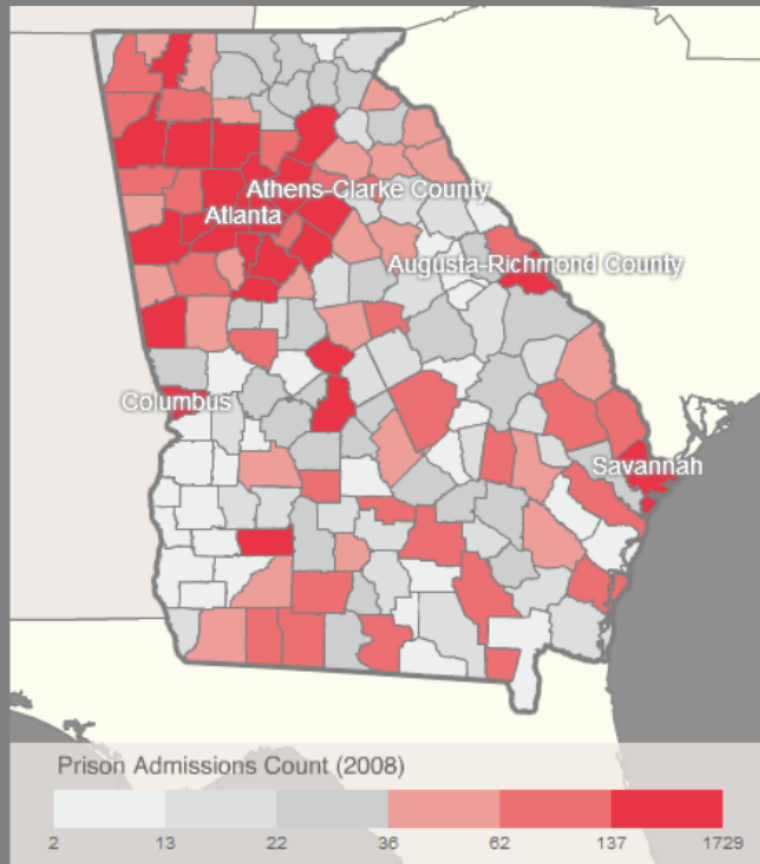 Athens-Clarke County
Atlanta
Augusta-Richmond County
Columbus
Savannah
Prison Admissions Count (2008)
2 13 22 36 62 137 1729